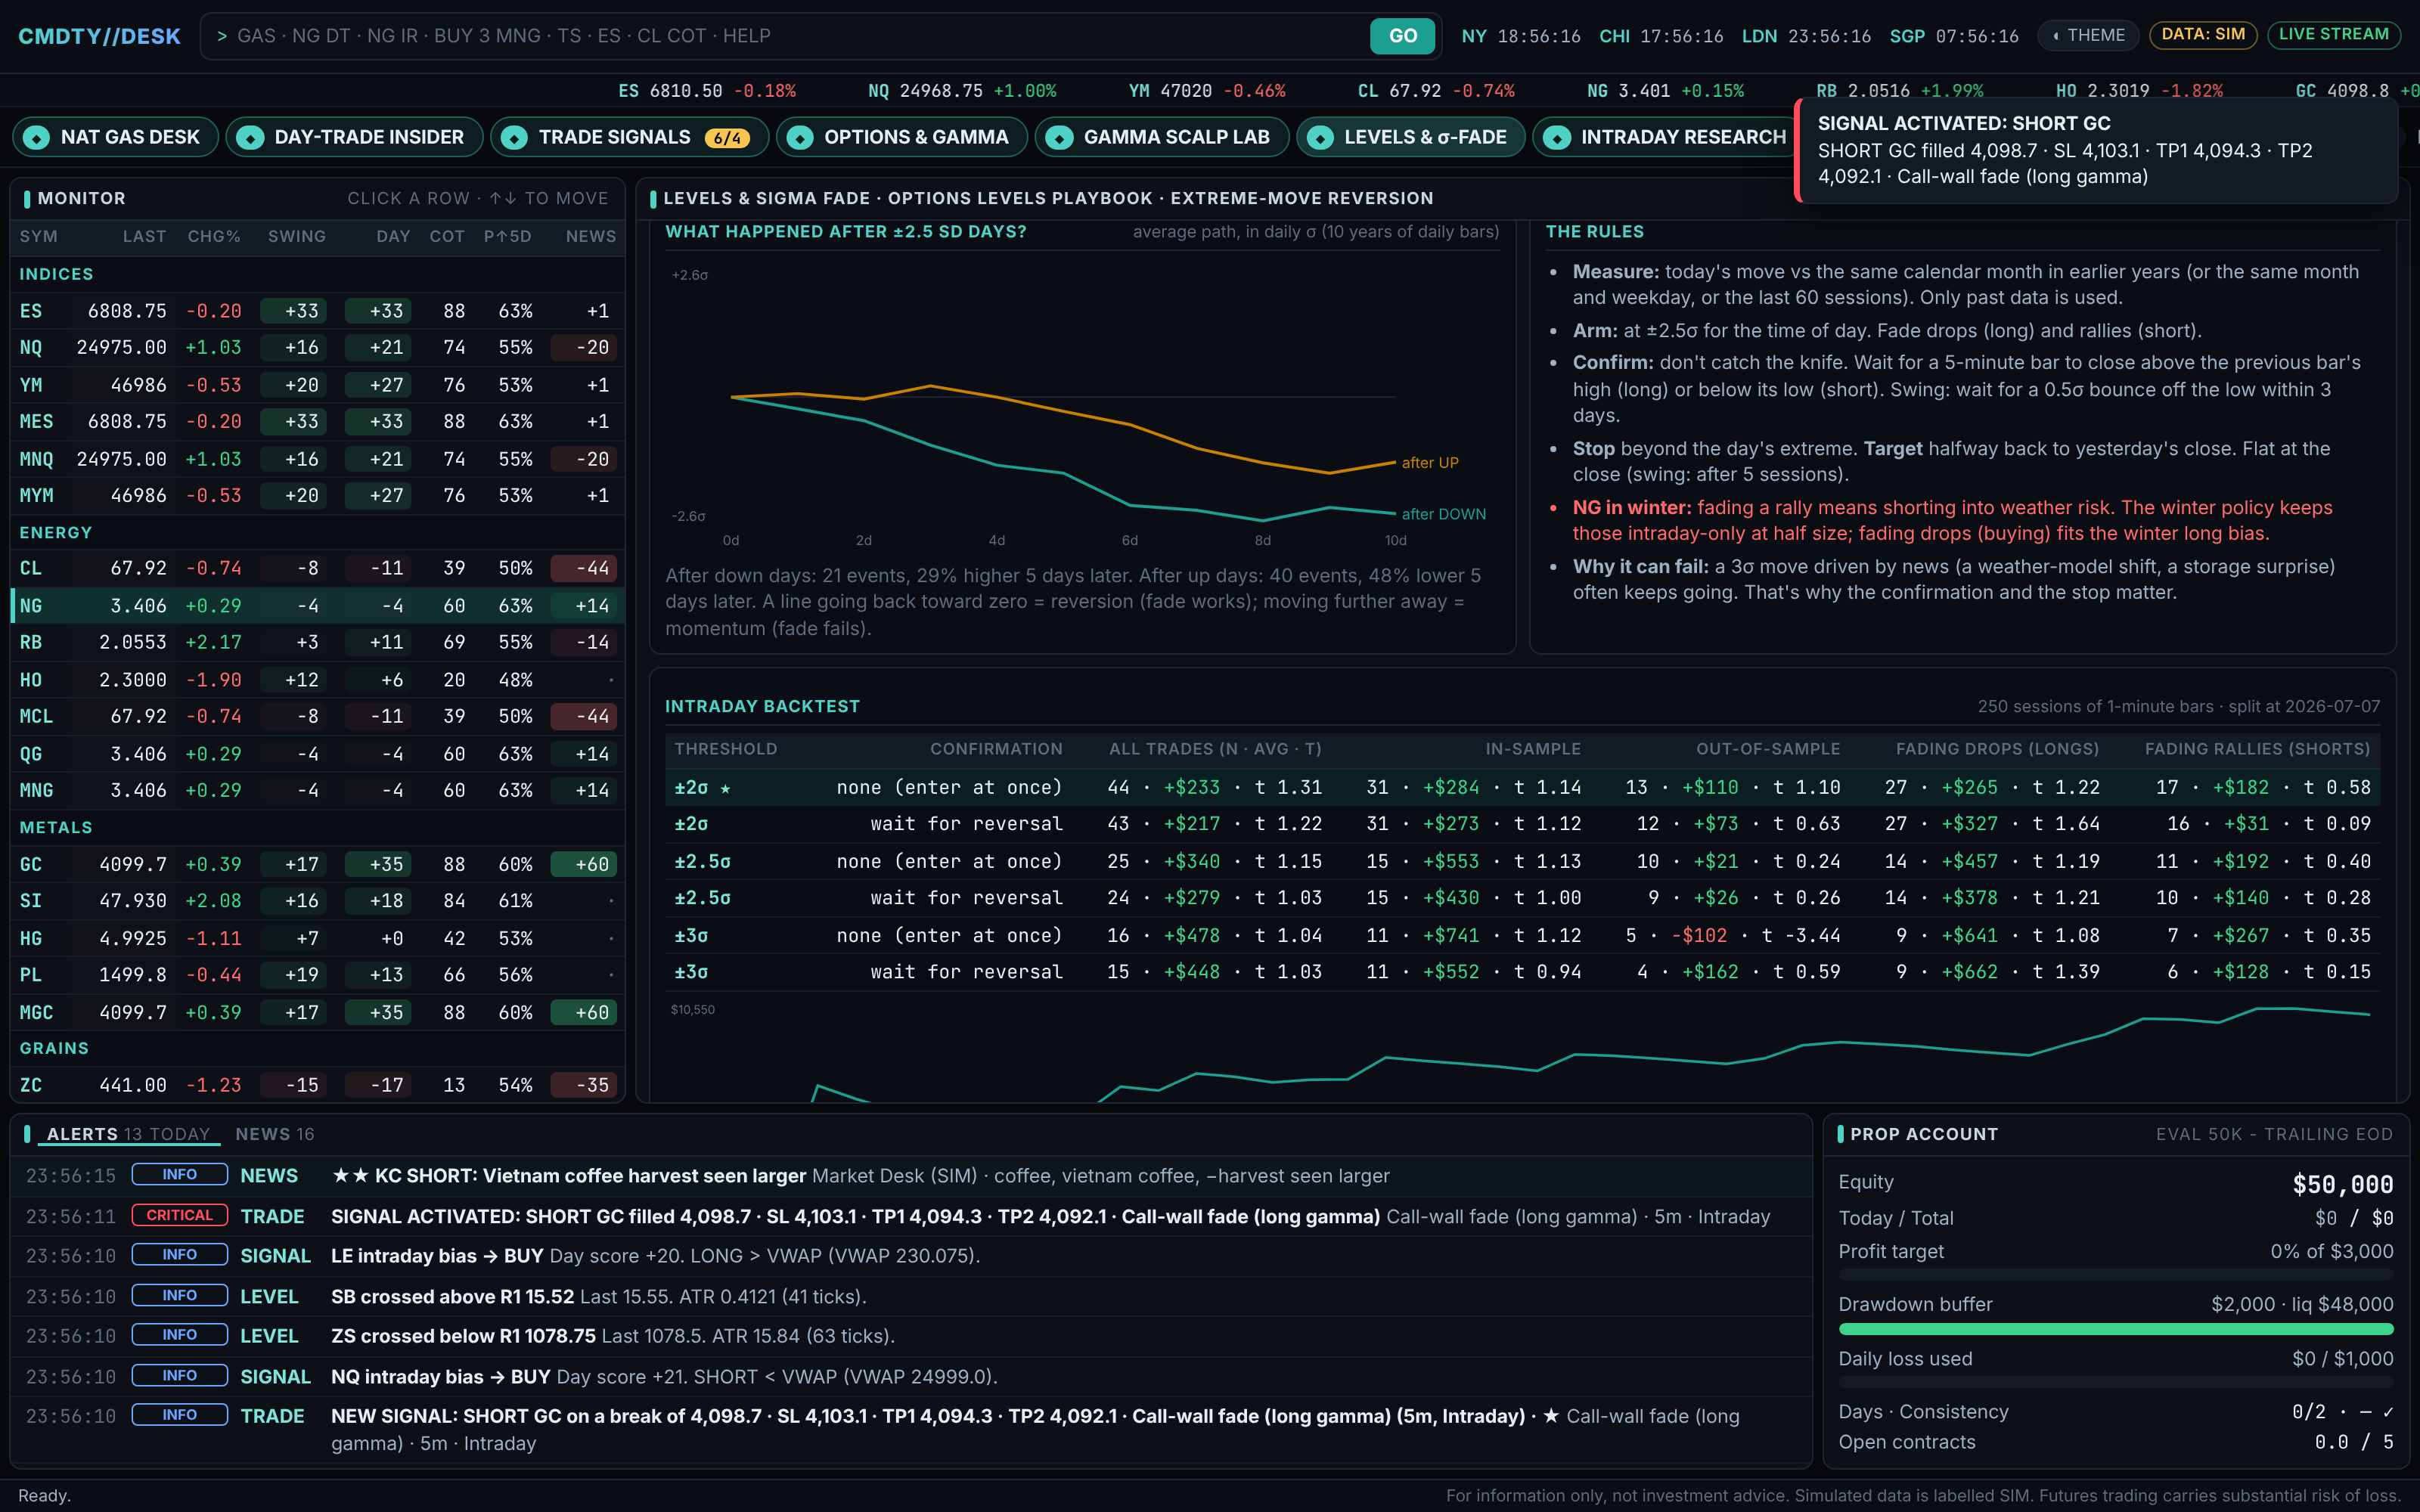 CMDTY//DESK
> GAS · NG DT · NG IR · BUY 3 MNG · TS · ES · CL COT · HELP
GO
NY 18:56:16 CHI 17:56:16 LDN 23:56:16 SGP 07:56:16
THEME
DATA: SIM
LIVE STREAM
ES 6810.50 -0.18% NQ 24968.75 +1.00% YM 47020 -0.46% CL 67.92 -0.74% NG 3.401 +0.15% RB 2.0516 +1.99% HO 2.3019 -1.82% GC 4098.8
NAT GAS DESK
DAY-TRADE INSIDER
TRADE SIGNALS 6/4
OPTIONS & GAMMA
GAMMA SCALP LAB
LEVELS & σ-FADE
INTRADAY RESEARCH
SIGNAL ACTIVATED: SHORT GC
SHORT GC filled 4,098.7 · SL 4,103.1 · TP1 4,094.3 · TP2
4,092.1 · Call-wall fade (long gamma)
MONITOR CLICK A ROW · ↑↓ TO MOVE
SYM LAST CHG% SWING DAY COT P↑5D NEWS
INDICES
ES 6808.75 -0.20 +33 +33 88 63% +1
NQ 24975.00 +1.03 +16 +21 74 55% -20
YM 46986 -0.53 +20 +27 76 53% +1
MES 6808.75 -0.20 +33 +33 88 63% +1
MNQ 24975.00 +1.03 +16 +21 74 55% -20
MYM 46986 -0.53 +20 +27 76 53% +1
ENERGY
CL 67.92 -0.74 -8 -11 39 50% -44
NG 3.406 +0.29 -4 -4 60 63% +14
RB 2.0553 +2.17 +3 +11 69 55% -14
HO 2.3000 -1.90 +12 +6 20 48% ·
MCL 67.92 -0.74 -8 -11 39 50% -44
QG 3.406 +0.29 -4 -4 60 63% +14
MNG 3.406 +0.29 -4 -4 60 63% +14
METALS
GC 4099.7 +0.39 +17 +35 88 60% +60
SI 47.930 +2.08 +16 +18 84 61% ·
HG 4.9925 -1.11 +7 +0 42 53% ·
PL 1499.8 -0.44 +19 +13 66 56% ·
MGC 4099.7 +0.39 +17 +35 88 60% +60
GRAINS
ZC 441.00 -1.23 -15 -17 13 54% -35
LEVELS & SIGMA FADE · OPTIONS LEVELS PLAYBOOK · EXTREME-MOVE REVERSION
WHAT HAPPENED AFTER ±2.5 SD DAYS? average path, in daily σ (10 years of daily bars)
+2.6σ
after UP
after DOWN
-2.6σ
0d 2d 4d 6d 8d 10d
After down days: 21 events, 29% higher 5 days later. After up days: 40 events, 48% lower 5
days later. A line going back toward zero = reversion (fade works); moving further away =
momentum (fade fails).
THE RULES
• Measure: today's move vs the same calendar month in earlier years (or the same month
and weekday, or the last 60 sessions). Only past data is used.
• Arm: at ±2.5σ for the time of day. Fade drops (long) and rallies (short).
• Confirm: don't catch the knife. Wait for a 5-minute bar to close above the previous bar's
high (long) or below its low (short). Swing: wait for a 0.5σ bounce off the low within 3
days.
• Stop beyond the day's extreme. Target halfway back to yesterday's close. Flat at the
close (swing: after 5 sessions).
• NG in winter: fading a rally means shorting into weather risk. The winter policy keeps
those intraday-only at half size; fading drops (buying) fits the winter long bias.
• Why it can fail: a 3σ move driven by news (a weather-model shift, a storage surprise)
often keeps going. That's why the confirmation and the stop matter.
INTRADAY BACKTEST 250 sessions of 1-minute bars · split at 2026-07-07
THRESHOLD CONFIRMATION ALL TRADES (N · AVG · T) IN-SAMPLE OUT-OF-SAMPLE FADING DROPS (LONGS) FADING RALLIES (SHORTS)
±2σ ★ none (enter at once) 44 · +$233 · t 1.31 31 · +$284 · t 1.14 13 · +$110 · t 1.10 27 · +$265 · t 1.22 17 · +$182 · t 0.58
±2σ wait for reversal 43 · +$217 · t 1.22 31 · +$273 · t 1.12 12 · +$73 · t 0.63 27 · +$327 · t 1.64 16 · +$31 · t 0.09
±2.5σ none (enter at once) 25 · +$340 · t 1.15 15 · +$553 · t 1.13 10 · +$21 · t 0.24 14 · +$457 · t 1.19 11 · +$192 · t 0.40
±2.5σ wait for reversal 24 · +$279 · t 1.03 15 · +$430 · t 1.00 9 · +$26 · t 0.26 14 · +$378 · t 1.21 10 · +$140 · t 0.28
±3σ none (enter at once) 16 · +$478 · t 1.04 11 · +$741 · t 1.12 5 · -$102 · t -3.44 9 · +$641 · t 1.08 7 · +$267 · t 0.35
±3σ wait for reversal 15 · +$448 · t 1.03 11 · +$552 · t 0.94 4 · +$162 · t 0.59 9 · +$662 · t 1.39 6 · +$128 · t 0.15
$10,550
ALERTS 13 TODAY NEWS 16
23:56:15 INFO NEWS ★★ KC SHORT: Vietnam coffee harvest seen larger Market Desk (SIM) · coffee, vietnam coffee, −harvest seen larger
23:56:11 CRITICAL TRADE SIGNAL ACTIVATED: SHORT GC filled 4,098.7 · SL 4,103.1 · TP1 4,094.3 · TP2 4,092.1 · Call-wall fade (long gamma) Call-wall fade (long gamma) · 5m · Intraday
23:56:10 INFO SIGNAL LE intraday bias → BUY Day score +20. LONG > VWAP (VWAP 230.075).
23:56:10 INFO LEVEL SB crossed above R1 15.52 Last 15.55. ATR 0.4121 (41 ticks).
23:56:10 INFO LEVEL ZS crossed below R1 1078.75 Last 1078.5. ATR 15.84 (63 ticks).
23:56:10 INFO SIGNAL NQ intraday bias → BUY Day score +21. SHORT < VWAP (VWAP 24999.0).
23:56:10 INFO TRADE NEW SIGNAL: SHORT GC on a break of 4,098.7 · SL 4,103.1 · TP1 4,094.3 · TP2 4,092.1 · Call-wall fade (long gamma) (5m, Intraday) · ★ Call-wall fade (long
gamma) · 5m · Intraday
PROP ACCOUNT EVAL 50K - TRAILING EOD
Equity $50,000
Today / Total $0 / $0
Profit target 0% of $3,000
Drawdown buffer $2,000 · liq $48,000
Daily loss used $0 / $1,000
Days · Consistency 0/2 · — ✓
Open contracts 0.0 / 5
Ready.
For information only, not investment advice. Simulated data is labelled SIM. Futures trading carries substantial risk of loss.